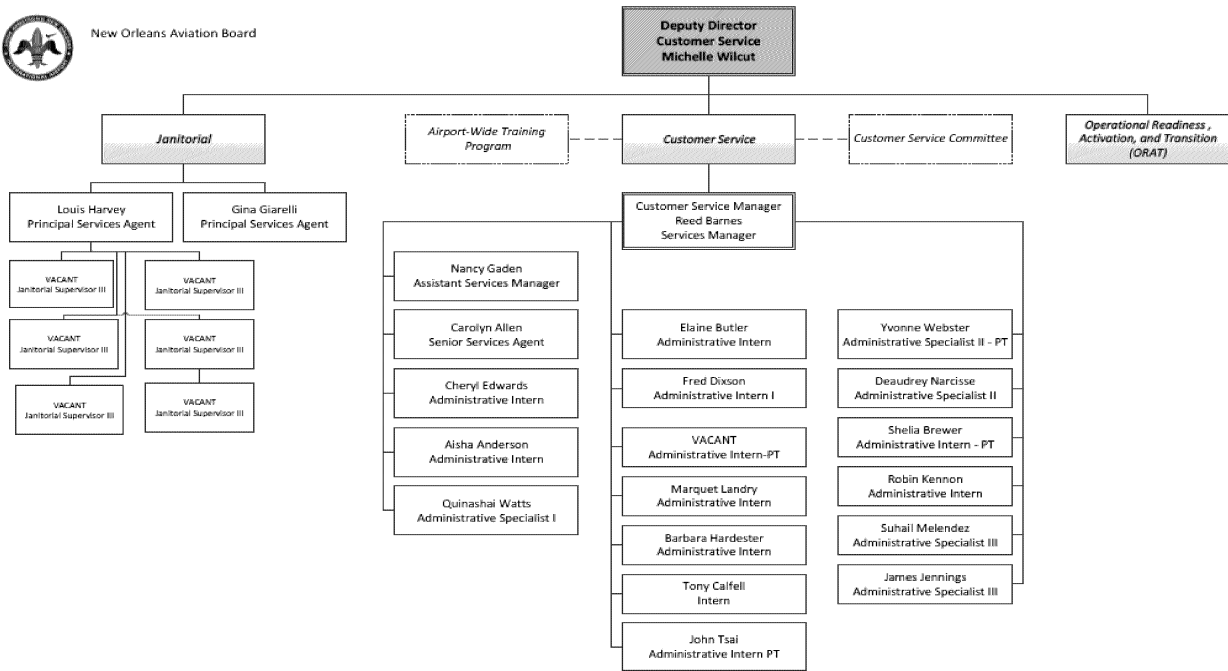 New Orleans Aviation Board
Deputy Director
Customer Service
Michelle Wilcut
Janitorial
Airport-Wide Training
Program
Customer Service
Customer Service Committee
Operational Readiness ,
Activation, and Transition
(ORAT)
Louis Harvey
Principal Services Agent
Gina Giarelli
Principal Services Agent
VACANT
Janitorial Supervisor III
VACANT
Janitorial Supervisor III
VACANT
Janitorial Supervisor III
VACANT
Janitorial Supervisor III
VACANT
Janitorial Supervisor III
VACANT
Janitorial Supervisor III
Customer Service Manager
Reed Barnes
Services Manager
Nancy Gaden
Assistant Services Manager
Carolyn Allen
Senior Services Agent
Cheryl Edwards
Administrative Intern
Aisha Anderson
Administrative Intern
Quinashai Watts
Administrative Specialist I
Elaine Butler
Administrative Intern
Fred Dixson
Administrative Intern I
VACANT
Administrative Intern-PT
Marquet Landry
Administrative Intern
Barbara Hardester
Administrative Intern
Tony Calfell
Intern
John Tsai
Administrative Intern PT
Yvonne Webster
Administrative Specialist II - PT
Deaudrey Narcisse
Administrative Specialist II
Shelia Brewer
Administrative Intern - PT
Robin Kennon
Administrative Intern
Suhail Melendez
Administrative Specialist III
James Jennings
Administrative Specialist III